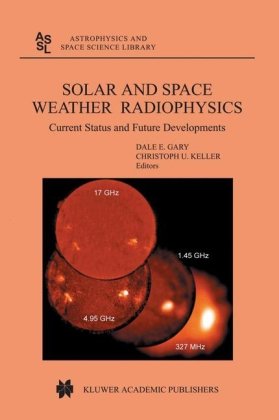 ASSL
ASTROPHYSICS AND
SPACE SCIENCE LIBRARY
SOLAR AND SPACE
WEATHER RADIOPHYSICS
Current Status and Future Developments
DALE E. GARY
CHRISTOPH U. KELLER
Editors
17 GHz
1.45 GHz
4.95 GHz
327 MHz
KLUWER ACADEMIC PUBLISHERS